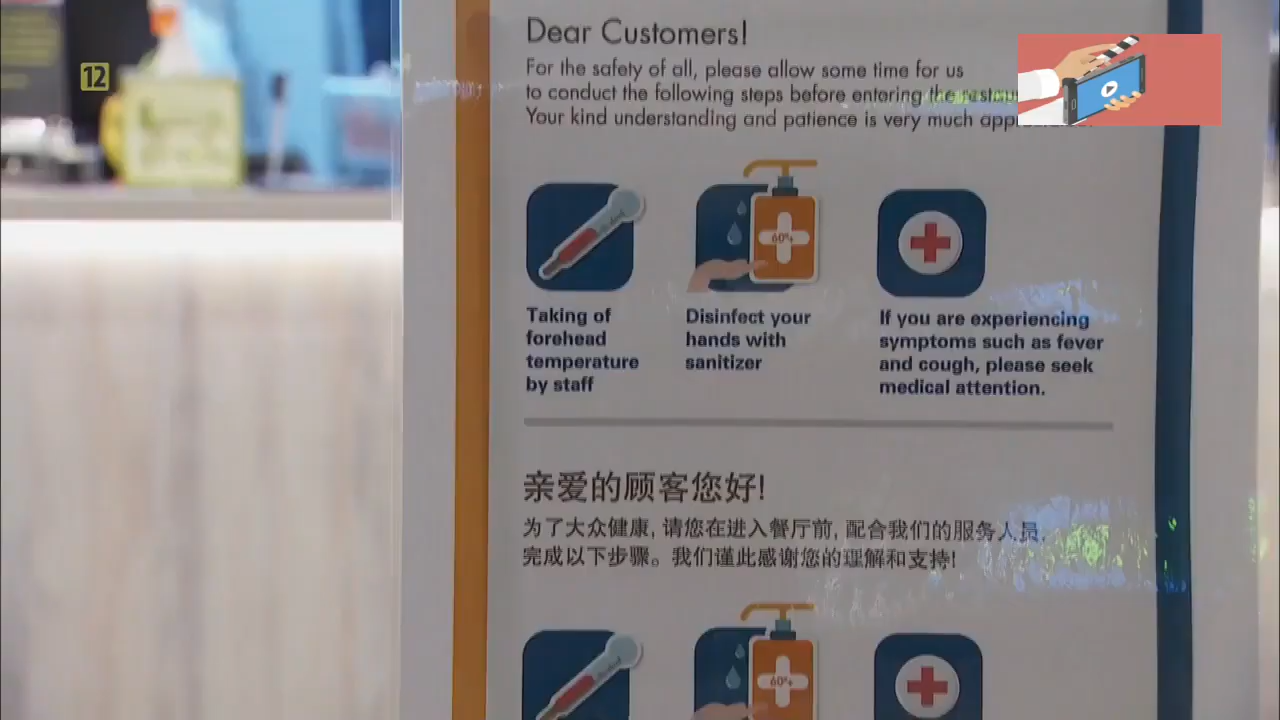 12
Dear Customers!
For the safety of all, please allow some time for us
to conduct the following steps before entering the
Your kind understanding and patience is very much
60%+
Taking of
forehead
temperature
by staff
Disinfect your
hands with
sanitizer
If you are experiencing
symptoms such as fever
and cough, please seek
medical attention.
亲爱的顾客您好!
为了大众健康, 请您在进入餐厅前, 配合我们的服务人员,
完成以下步骤。我们谨此感谢您的理解和支持!
60%+